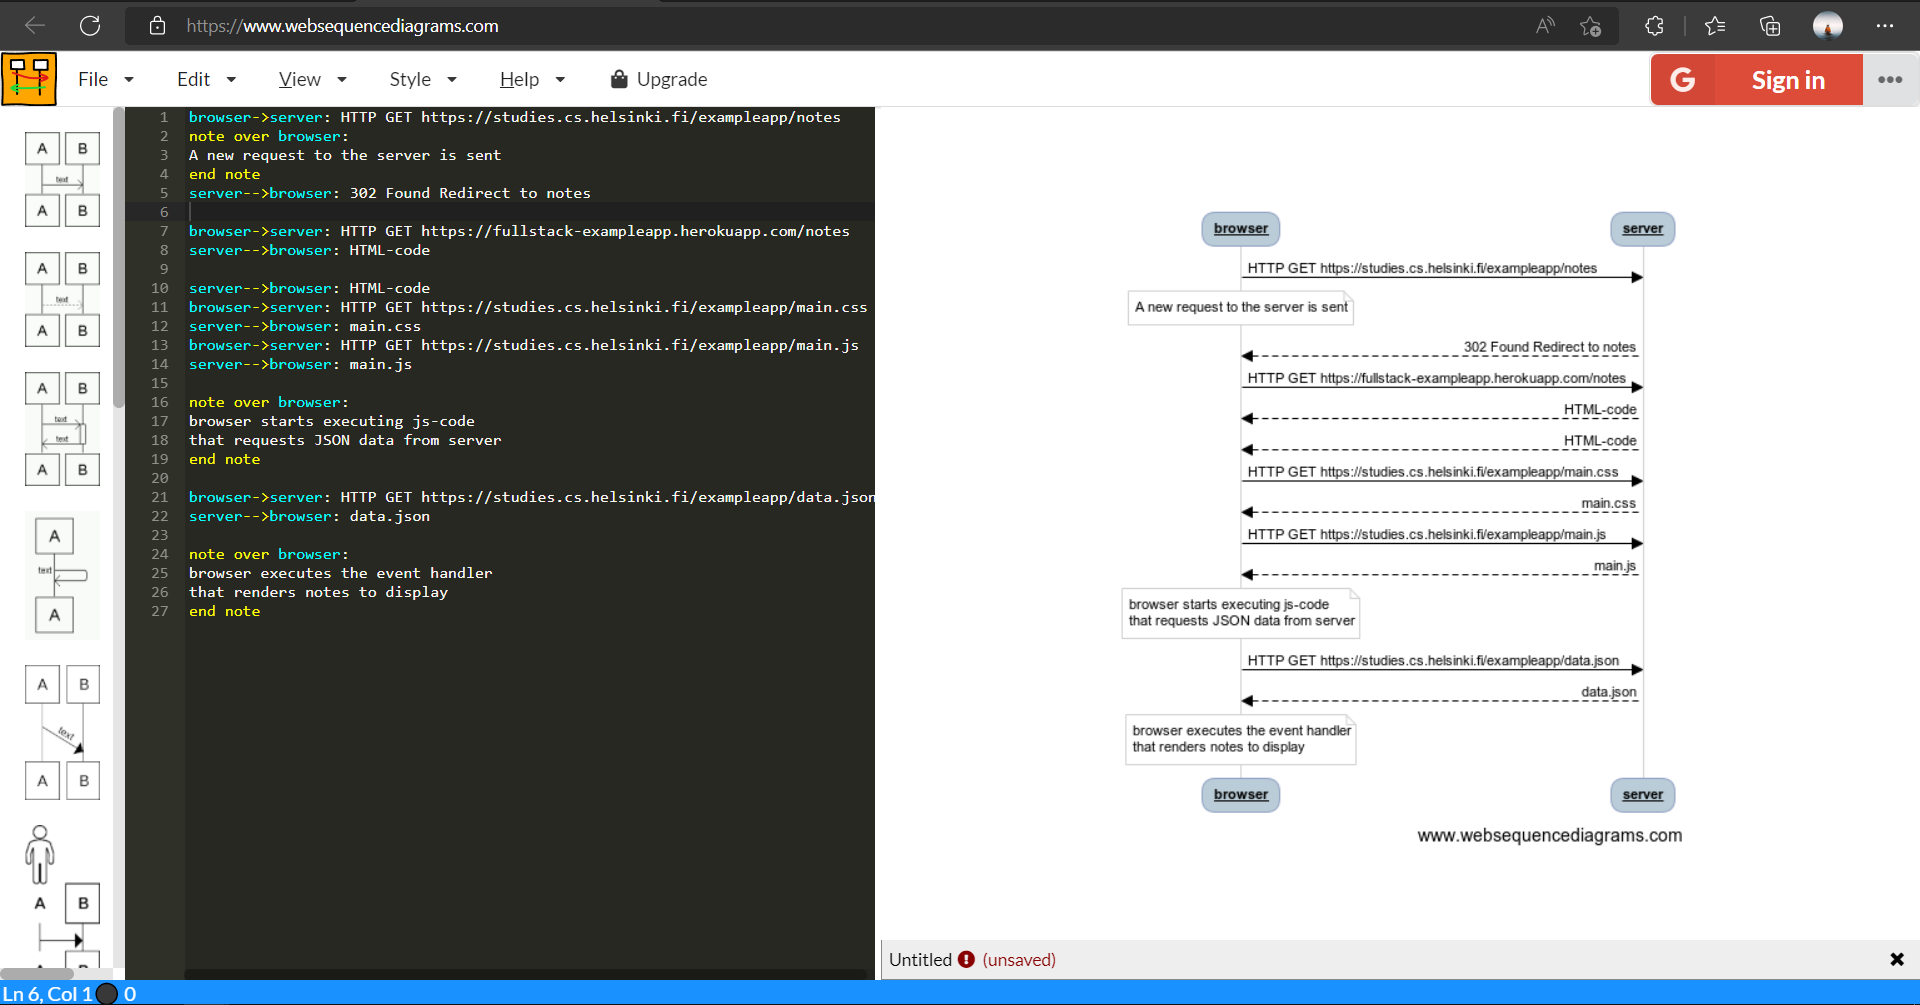 https://www.websequencediagrams.com
File
Edit
View
Style
Help
Upgrade
Sign in
A B
text
A B
A B
text
A B
A B
text
text
A B
A
text
A
A B
text
A B
A B
1 browser->server: HTTP GET https://studies.cs.helsinki.fi/exampleapp/notes
2 note over browser:
3 A new request to the server is sent
4 end note
5 server-->browser: 302 Found Redirect to notes
6
7 browser->server: HTTP GET https://fullstack-exampleapp.herokuapp.com/notes
8 server-->browser: HTML-code
9
10 server-->browser: HTML-code
11 browser->server: HTTP GET https://studies.cs.helsinki.fi/exampleapp/main.css
12 server-->browser: main.css
13 browser->server: HTTP GET https://studies.cs.helsinki.fi/exampleapp/main.js
14 server-->browser: main.js
15
16 note over browser:
17 browser starts executing js-code
18 that requests JSON data from server
19 end note
20
21 browser->server: HTTP GET https://studies.cs.helsinki.fi/exampleapp/data.json
22 server-->browser: data.json
23
24 note over browser:
25 browser executes the event handler
26 that renders notes to display
27 end note
browser server
HTTP GET https://studies.cs.helsinki.fi/exampleapp/notes
A new request to the server is sent
302 Found Redirect to notes
HTTP GET https://fullstack-exampleapp.herokuapp.com/notes
HTML-code
HTML-code
HTTP GET https://studies.cs.helsinki.fi/exampleapp/main.css
main.css
HTTP GET https://studies.cs.helsinki.fi/exampleapp/main.js
main.js
browser starts executing js-code
that requests JSON data from server
HTTP GET https://studies.cs.helsinki.fi/exampleapp/data.json
data.json
browser executes the event handler
that renders notes to display
browser server
www.websequencediagrams.com
Untitled (unsaved)
Ln 6, Col 1 0